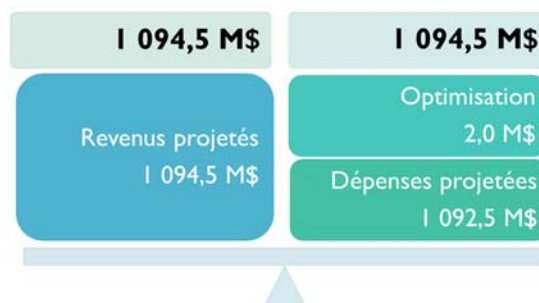 1 094,5 M$
1 094,5 M$
Revenus projetés
1 094,5 M$
Optimisation
2,0 M$
Dépenses projetées
1 092,5 M$